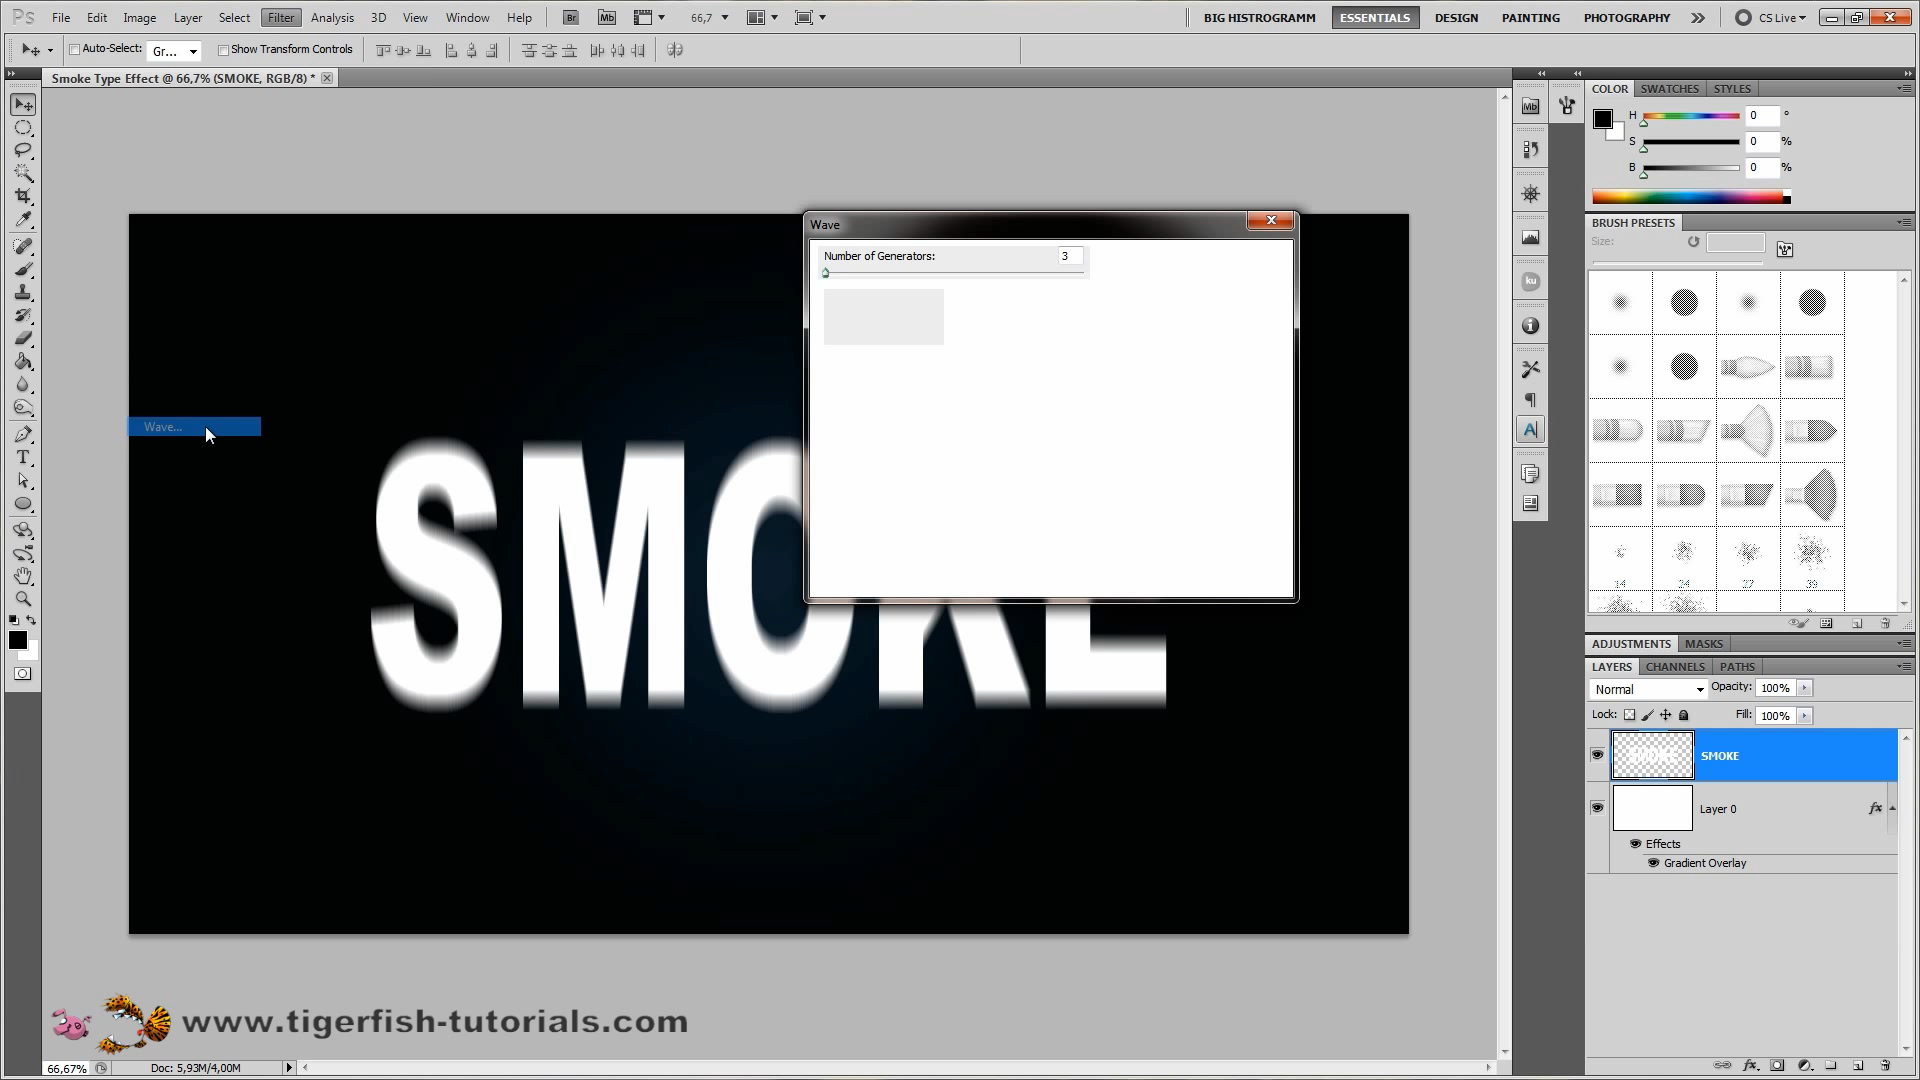 Ps File Edit Image Layer Select Filter Analysis 3D View Window Help Br Mb 66,7 BIG HISTROGRAMM ESSENTIALS DESIGN PAINTING PHOTOGRAPHY CS Live
Auto-Select: Gr... Show Transform Controls
Smoke Type Effect @ 66,7% (SMOKE, RGB/8) *
COLOR SWATCHES STYLES
H 0 °
S 0 %
B 0 %
BRUSH PRESETS
Size:
14 24 27 39
Wave
Number of Generators: 3
Wave...
SMOKE
ADJUSTMENTS MASKS
LAYERS CHANNELS PATHS
Normal Opacity: 100%
Lock: Fill: 100%
SMOKE
Layer 0 fx
Effects
Gradient Overlay
www.tigerfish-tutorials.com
66,67% Doc: 5,93M/4,00M